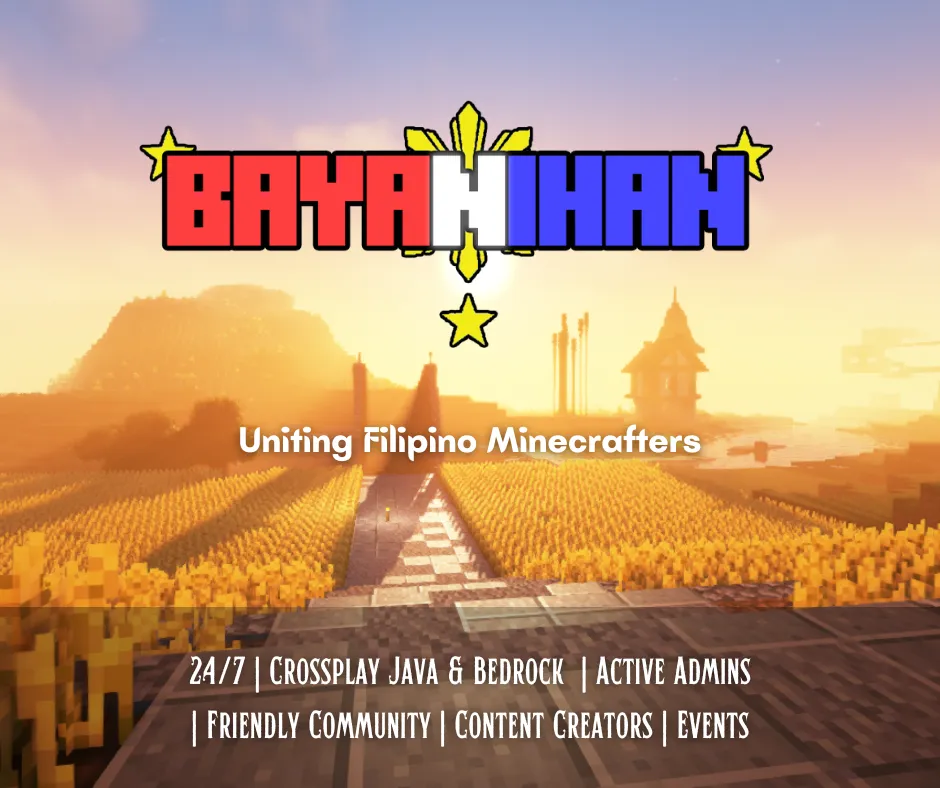 BAYANIHAN
Uniting Filipino Minecrafters
24/7 | Crossplay Java & Bedrock | Active Admins
| Friendly Community | Content Creators | Events